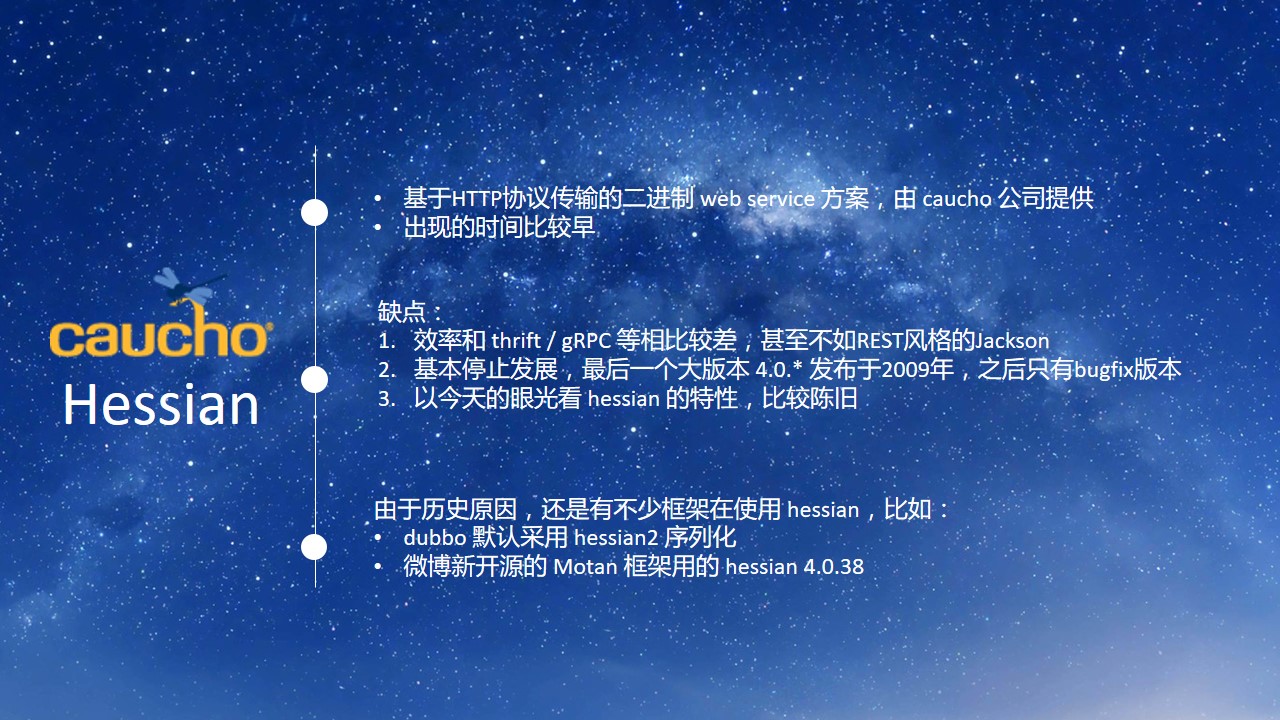 caucho®
Hessian
• 基于HTTP协议传输的二进制 web service 方案，由 caucho 公司提供
• 出现的时间比较早
缺点：
1. 效率和 thrift / gRPC 等相比较差，甚至不如REST风格的Jackson
2. 基本停止发展，最后一个大版本 4.0.* 发布于2009年，之后只有bugfix版本
3. 以今天的眼光看 hessian 的特性，比较陈旧
由于历史原因，还是有不少框架在使用 hessian，比如：
• dubbo 默认采用 hessian2 序列化
• 微博新开源的 Motan 框架用的 hessian 4.0.38